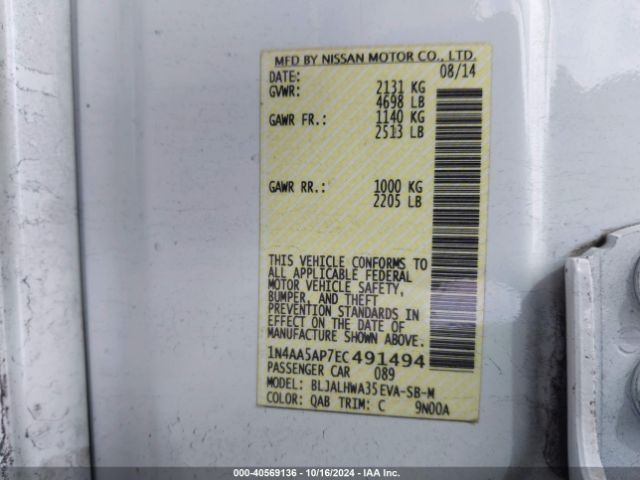 MFD BY NISSAN MOTOR CO., LTD.
DATE: 08/14
GVWR: 2131 KG
4698 LB
GAWR FR.: 1140 KG
2513 LB
GAWR RR.: 1000 KG
2205 LB
THIS VEHICLE CONFORMS TO
ALL APPLICABLE FEDERAL
MOTOR VEHICLE SAFETY,
BUMPER, AND THEFT
PREVENTION STANDARDS IN
EFFECT ON THE DATE OF
MANUFACTURE SHOWN ABOVE.
1N4AA5AP7EC491494
PASSENGER CAR 089
MODEL: BLJALHWA35EVA-SB-M
COLOR: QAB TRIM: C 9N00A
000-40569136 - 10/16/2024 - IAA Inc.